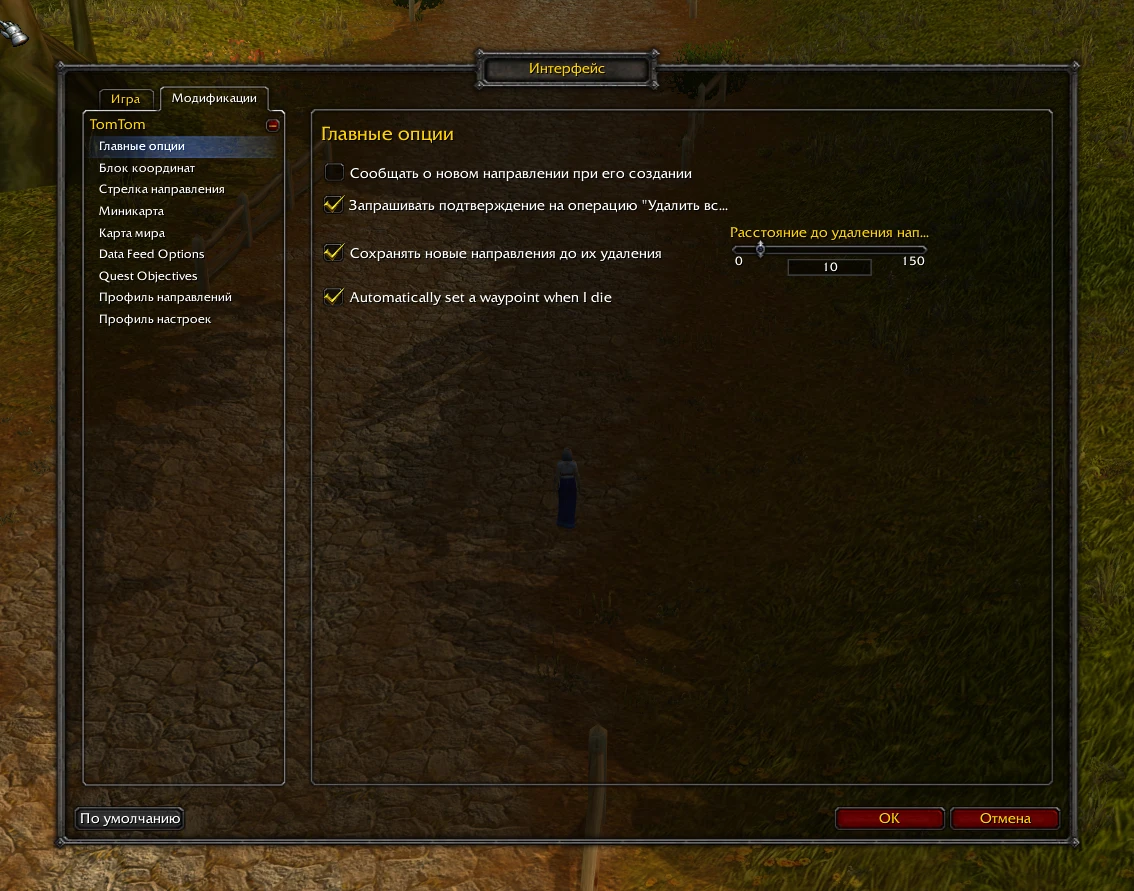 Интерфейс
Игра
Модификации
TomTom
Главные опции
Блок координат
Стрелка направления
Миникарта
Карта мира
Data Feed Options
Quest Objectives
Профиль направлений
Профиль настроек
Главные опции
Сообщать о новом направлении при его создании
Запрашивать подтверждение на операцию "Удалить вс...
Сохранять новые направления до их удаления
Расстояние до удаления нап...
0
150
10
Automatically set a waypoint when I die
По умолчанию
OK
Отмена